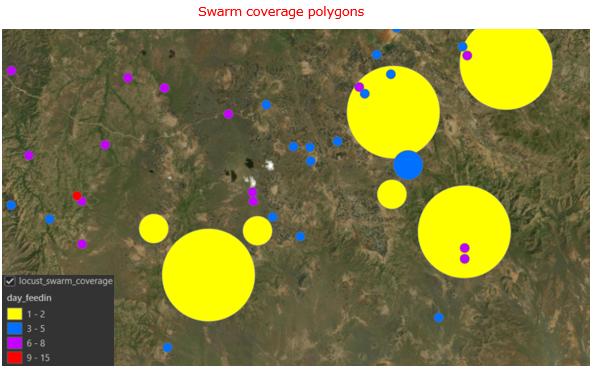 Swarm coverage polygons
locust_swarm_coverage
day_feedin
1 - 2
3 - 5
6 - 8
9 - 15